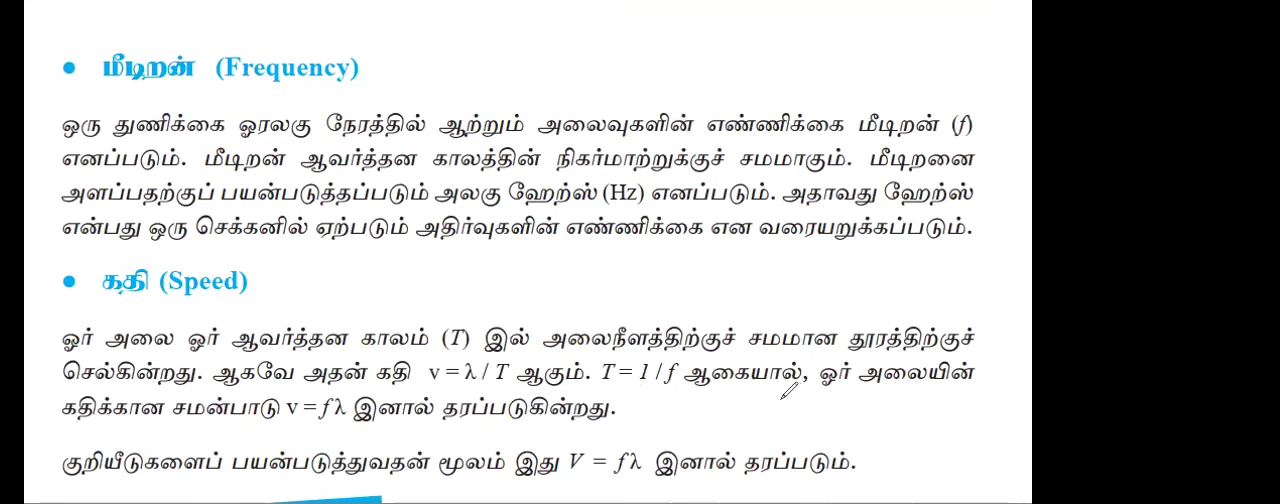 • மீடிறன் (Frequency)
ஒரு துணிக்கை ஓரலகு நேரத்தில் ஆற்றும் அலைவுகளின் எண்ணிக்கை மீடிறன் (f)
எனப்படும். மீடிறன் ஆவர்த்தன காலத்தின் நிகர்மாற்றுக்குச் சமமாகும். மீடிறனை
அளப்பதற்குப் பயன்படுத்தப்படும் அலகு ஹேற்ஸ் (Hz) எனப்படும். அதாவது ஹேற்ஸ்
என்பது ஒரு செக்கனில் ஏற்படும் அதிர்வுகளின் எண்ணிக்கை என வரையறுக்கப்படும்.
• கதி (Speed)
ஓர் அலை ஓர் ஆவர்த்தன காலம் (T) இல் அலைநீளத்திற்குச் சமமான தூரத்திற்குச்
செல்கின்றது. ஆகவே அதன் கதி v = λ / T ஆகும். T = 1 / f ஆகையால், ஓர் அலையின்
கதிக்கான சமன்பாடு v = f λ இனால் தரப்படுகின்றது.
குறியீடுகளைப் பயன்படுத்துவதன் மூலம் இது V = f λ இனால் தரப்படும்.